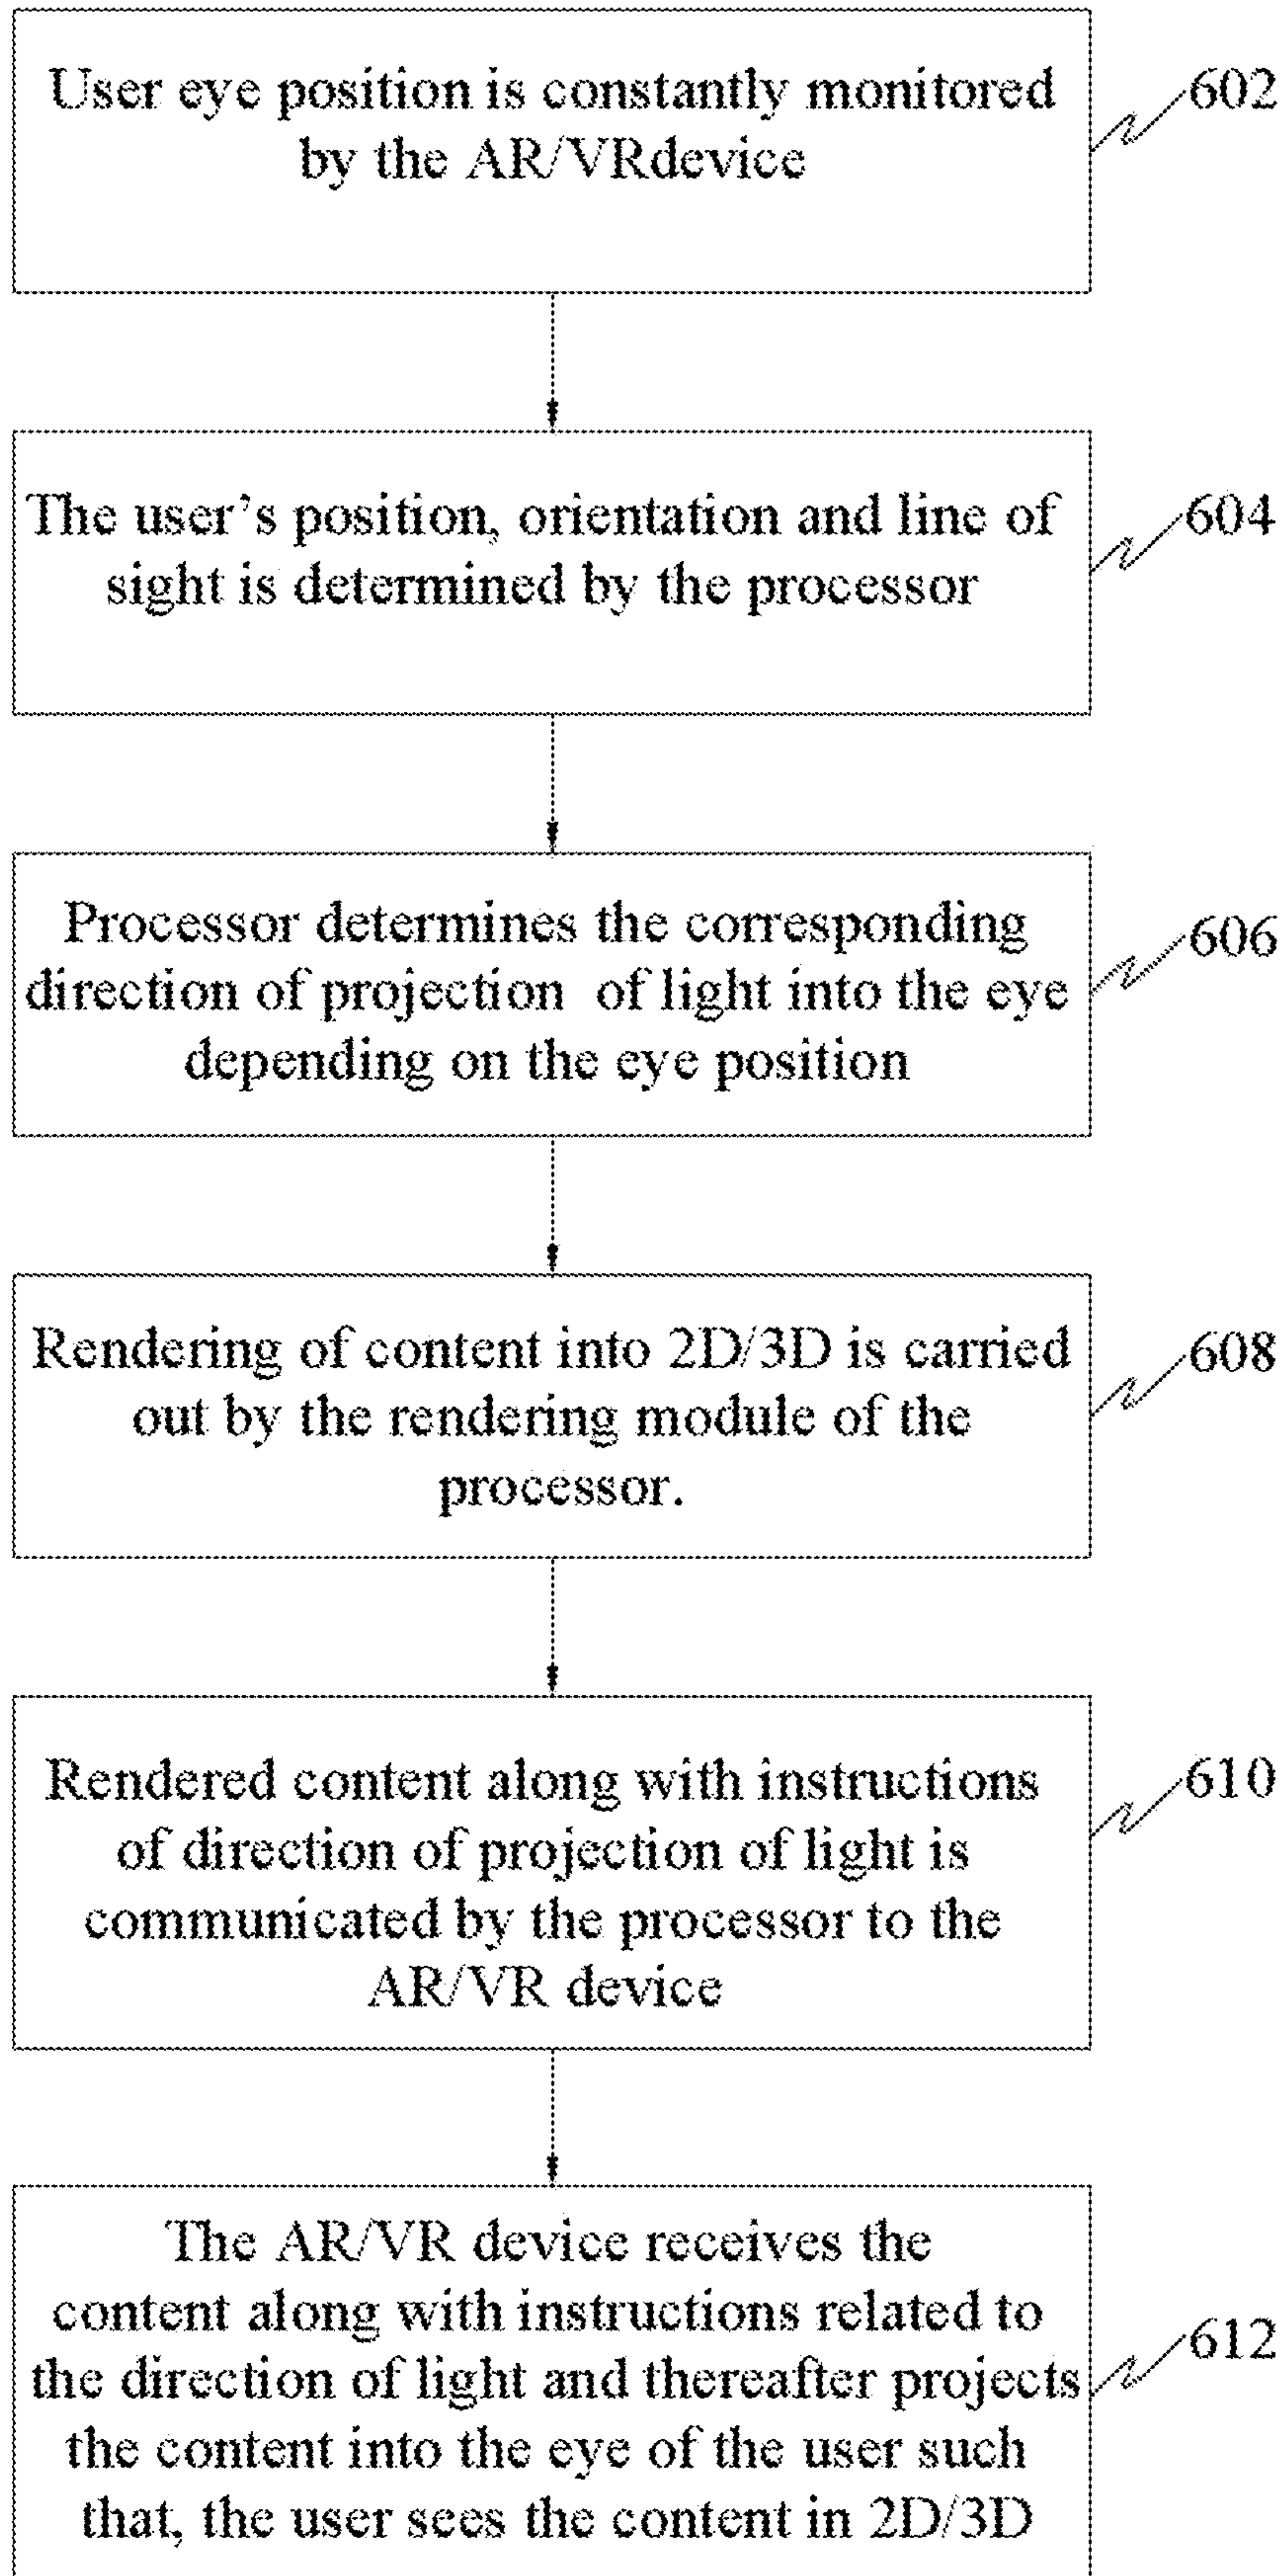 User eye position is constantly monitored
by the AR/VRdevice
602
The user's position, orientation and line of
sight is determined by the processor
604
Processor determines the corresponding
direction of projection of light into the eye
depending on the eye position
606
Rendering of content into 2D/3D is carried
out by the rendering module of the
processor.
608
Rendered content along with instructions
of direction of projection of light is
communicated by the processor to the
AR/VR device
610
The AR/VR device receives the
content along with instructions related to
the direction of light and thereafter projects
the content into the eye of the user such
that, the user sees the content in 2D/3D
612